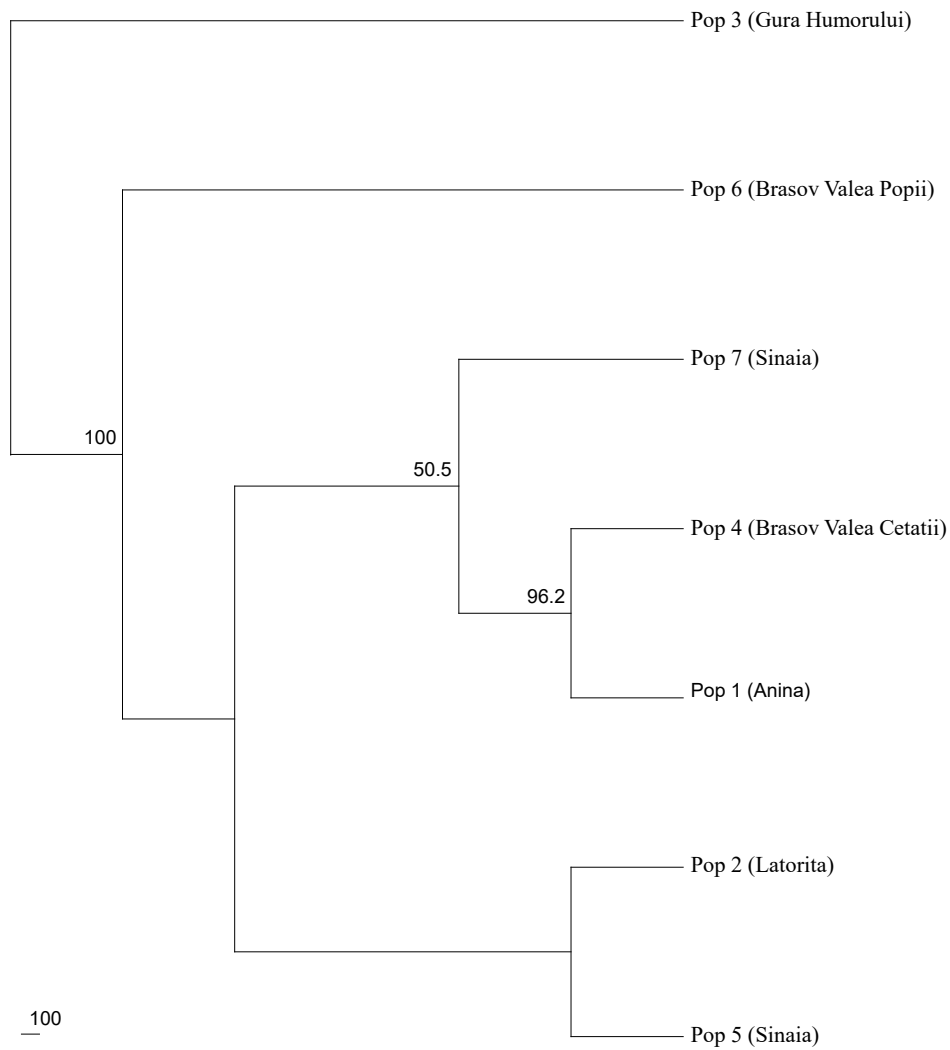 Pop 3 (Gura Humorului)
Pop 6 (Brasov Valea Popii)
Pop 7 (Sinaia)
100
50.5
Pop 4 (Brasov Valea Cetatii)
96.2
Pop 1 (Anina)
Pop 2 (Latorita)
100
Pop 5 (Sinaia)